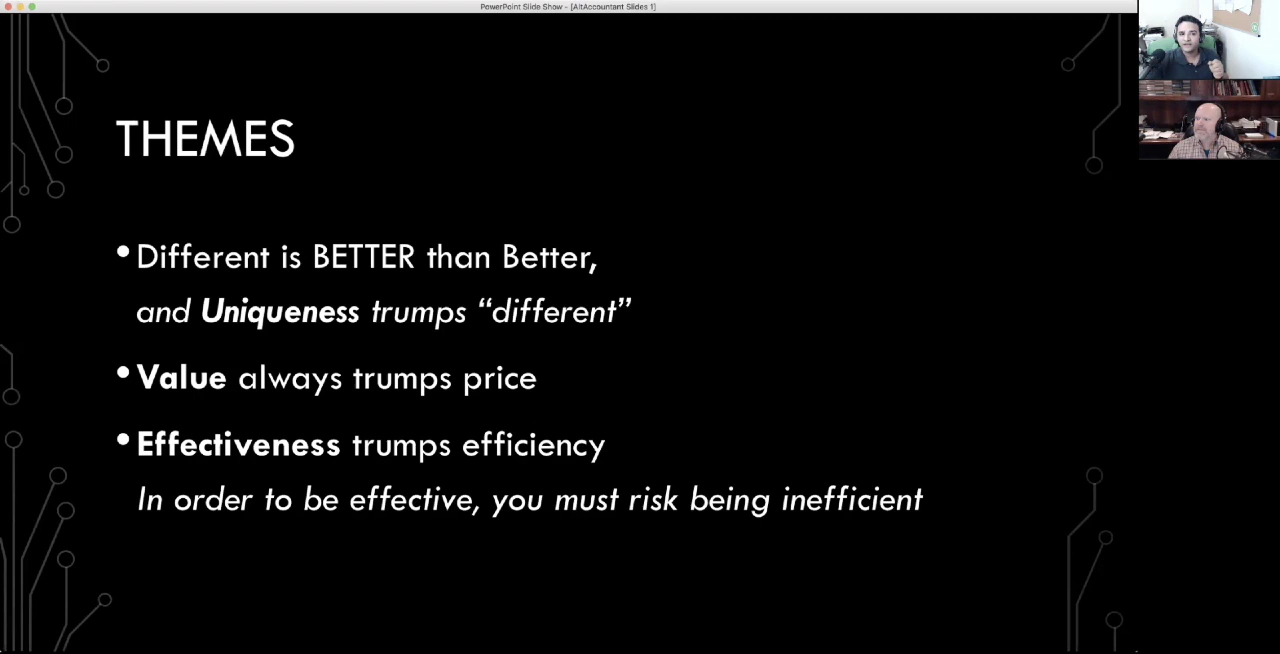 PowerPoint Slide Show - [AltAccountant Slides 1]
THEMES
• Different is BETTER than Better,
and Uniqueness trumps “different”
• Value always trumps price
• Effectiveness trumps efficiency
In order to be effective, you must risk being inefficient